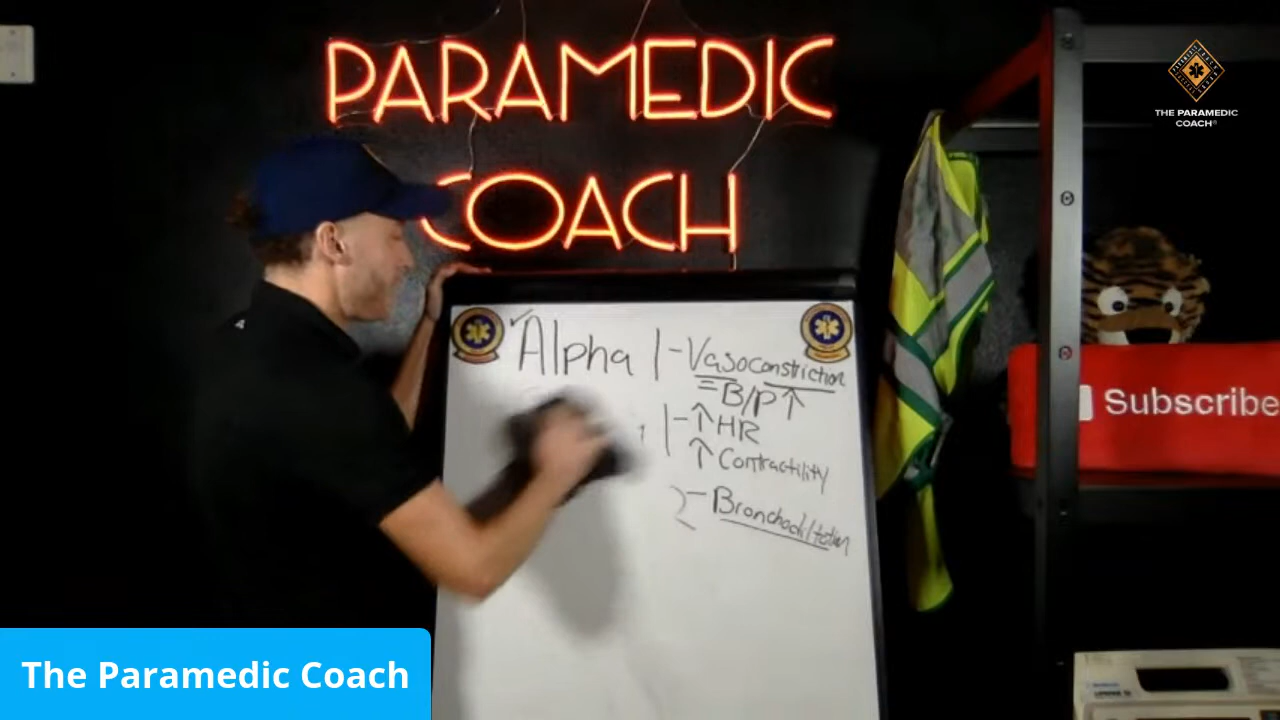 PARAMEDIC
COACH
THE PARAMEDIC
COACH®
✓Alpha 1 - Vasoconstriction
= B/P ↑
1 - ↑ HR
↑ Contractility
2 - Bronchodilation
Subscribe
The Paramedic Coach